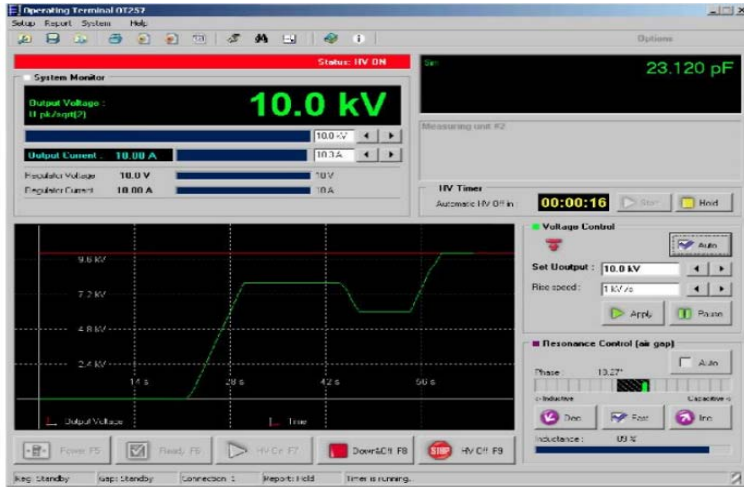 Operating Terminal OT257
Setup Report System Help
Options
Status: HV ON
System Monitor
Output Voltage :
U pk/sqrt(2)
10.0 kV
10.0 kV
Output Current : 10.00 A
10.0 A
Regulator Voltage 10.0 V 10 V
Regulator Current 10.00 A 10 A
23.120 pF
Measuring unit #2
HV Timer
Automatic HV Off in : 00:00:16 Start Hold
9.6 kV
7.2 kV
4.8 kV
2.4 kV
14 s 28 s 42 s 56 s
Output Voltage Time
Voltage Control
Auto
Set Uoutput : 10.0 kV
Rise speed : 1 kV/s
Apply Pause
Resonance Control (air gap)
Auto
Phase :
Inductive Capacitive
Dec Fast Inc
Inductance : 89 %
Power F5 Ready F6 HV On F7 Down&Off F8 STOP HV Off F9
Reg: Standby Gap: Standby Connection: S Report: Hold Timer is running...